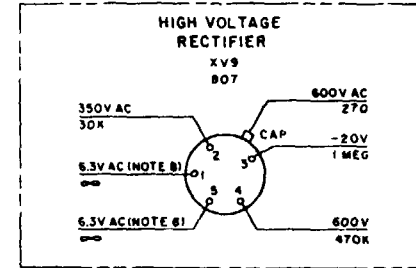 HIGH VOLTAGE
RECTIFIER
XV9
807
600V AC
270
350V AC
30K
CAP
-20V
1 MEG
2
3
6.3V AC (NOTE 8)
∞
1
5
4
6.3V AC (NOTE 8)
∞
600V
470K